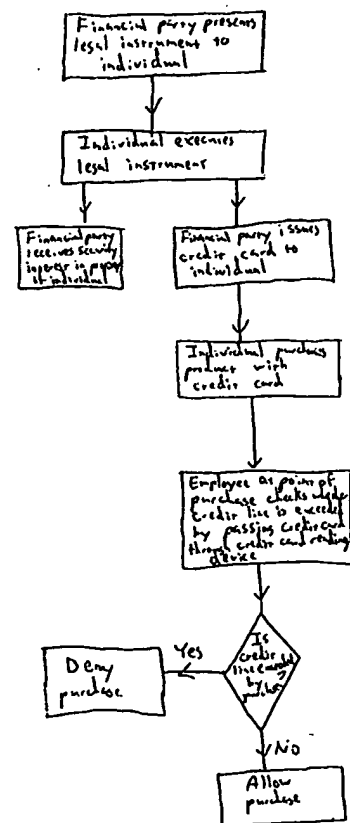 Financial party presents
legal instrument to
individual
Individual executes
legal instrument
Financial party
receives security
interest in
of individual
Financial party issues
credit card to
individual
Individual purchases
product with
credit card
Employee at point of
purchase checks
credit line is exceeded
by passing credit card
through credit card reading
device
Is
credit
line exceeded
by
purchase?
Yes
Deny
purchase
No
Allow
purchase